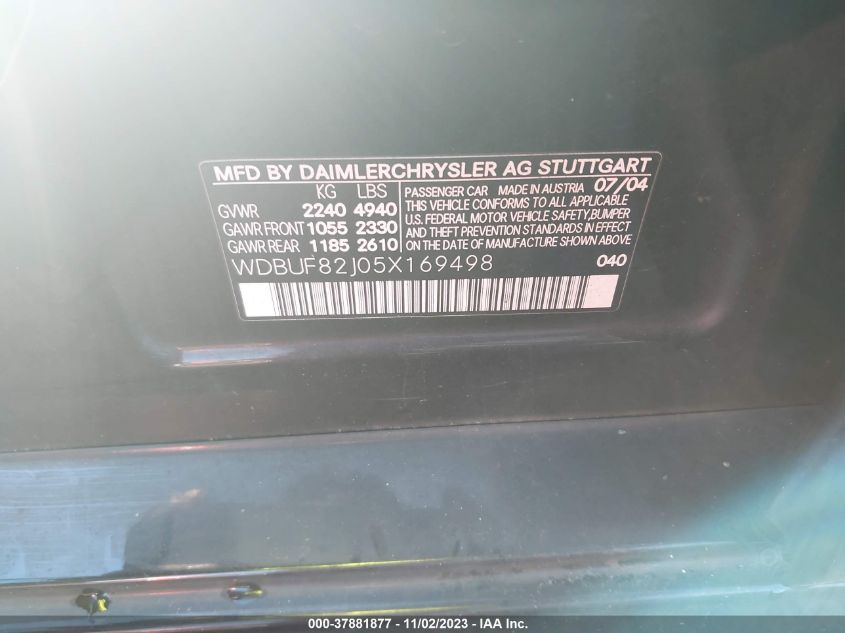 MFD BY DAIMLERCHRYSLER AG STUTTGART
KG LBS
GVWR 2240 4940
GAWR FRONT 1055 2330
GAWR REAR 1185 2610
PASSENGER CAR MADE IN AUSTRIA 07/04
THIS VEHICLE CONFORMS TO ALL APPLICABLE
U.S. FEDERAL MOTOR VEHICLE SAFETY, BUMPER
AND THEFT PREVENTION STANDARDS IN EFFECT
ON THE DATE OF MANUFACTURE SHOWN ABOVE
WDBUF82J05X169498
040
000-37881877 - 11/02/2023 - IAA Inc.